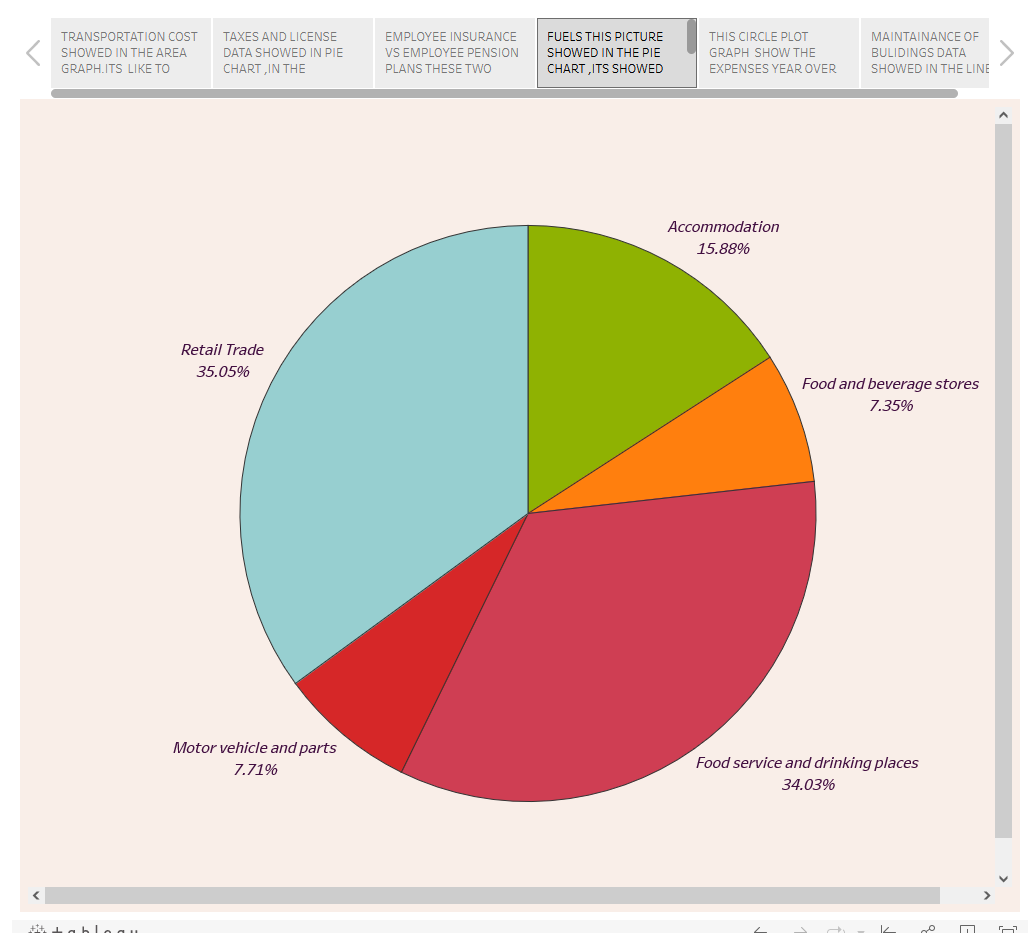 TRANSPORTATION COST
SHOWED IN THE AREA
GRAPH.ITS LIKE TO
TAXES AND LICENSE
DATA SHOWED IN PIE
CHART ,IN THE
EMPLOYEE INSURANCE
VS EMPLOYEE PENSION
PLANS THESE TWO
FUELS THIS PICTURE
SHOWED IN THE PIE
CHART ,ITS SHOWED
THIS CIRCLE PLOT
GRAPH SHOW THE
EXPENSES YEAR OVER
MAINTAINANCE OF
BULIDINGS DATA
SHOWED IN THE LINE
Accommodation
15.88%
Retail Trade
35.05%
Food and beverage stores
7.35%
Motor vehicle and parts
7.71%
Food service and drinking places
34.03%
tableau